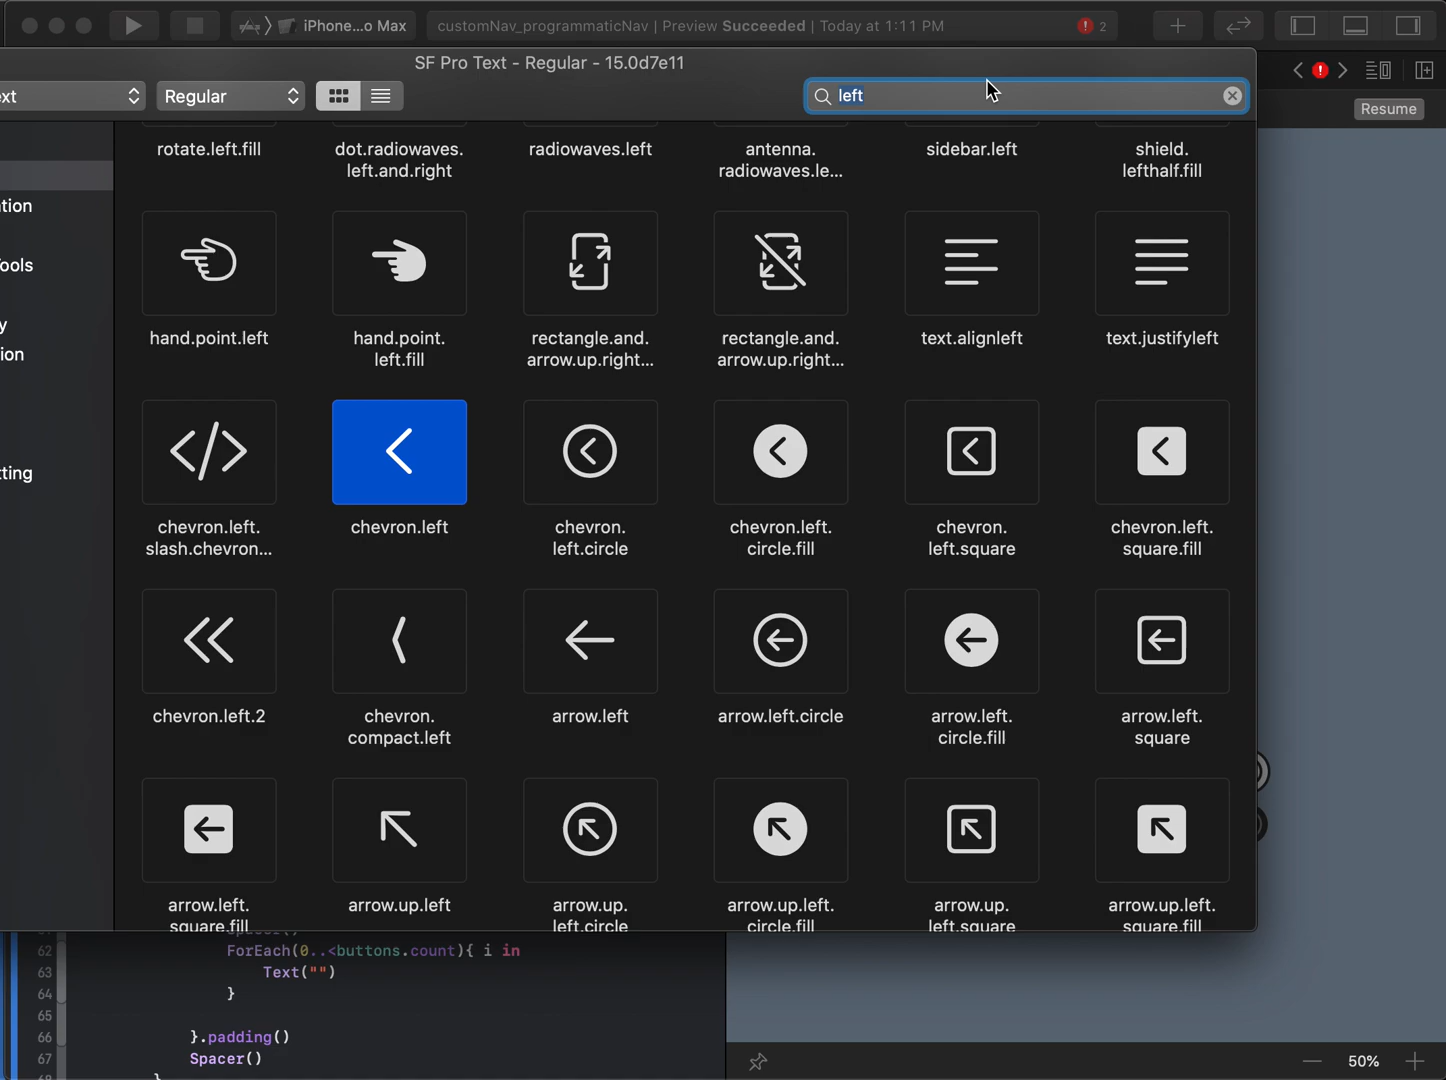 iPhone...o Max
customNav_programmaticNav | Preview Succeeded | Today at 1:11 PM
2
SF Pro Text - Regular - 15.0d7e11
ext
Regular
left
Resume
rotate.left.fill
dot.radiowaves.
left.and.right
radiowaves.left
antenna.
radiowaves.le...
sidebar.left
shield.
lefthalf.fill
tion
ools
y
ion
tting
hand.point.left
hand.point.
left.fill
rectangle.and.
arrow.up.right...
rectangle.and.
arrow.up.right...
text.alignleft
text.justifyleft
chevron.left.
slash.chevron...
chevron.left
chevron.
left.circle
chevron.left.
circle.fill
chevron.
left.square
chevron.left.
square.fill
chevron.left.2
chevron.
compact.left
arrow.left
arrow.left.circle
arrow.left.
circle.fill
arrow.left.
square
arrow.left.
square.fill
arrow.up.left
arrow.up.
left.circle
arrow.up.left.
circle.fill
arrow.up.
left.square
arrow.up.left.
square.fill
62 ForEach(0..<buttons.count){ i in
63 Text("")
64 }
65
66 }.padding()
67 Spacer()
50%